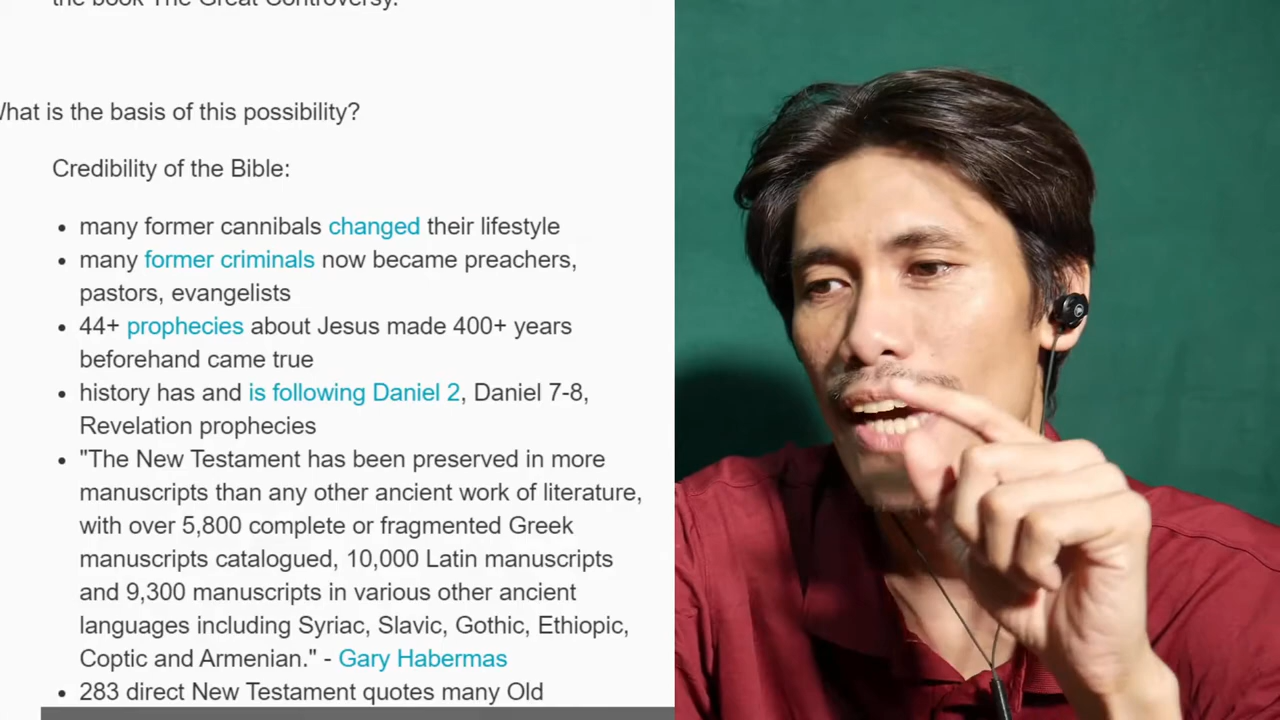 the book The Great Controversy.
What is the basis of this possibility?
Credibility of the Bible:
• many former cannibals changed their lifestyle
• many former criminals now became preachers,
pastors, evangelists
• 44+ prophecies about Jesus made 400+ years
beforehand came true
• history has and is following Daniel 2, Daniel 7-8,
Revelation prophecies
• "The New Testament has been preserved in more
manuscripts than any other ancient work of literature,
with over 5,800 complete or fragmented Greek
manuscripts catalogued, 10,000 Latin manuscripts
and 9,300 manuscripts in various other ancient
languages including Syriac, Slavic, Gothic, Ethiopic,
Coptic and Armenian." - Gary Habermas
• 283 direct New Testament quotes many Old